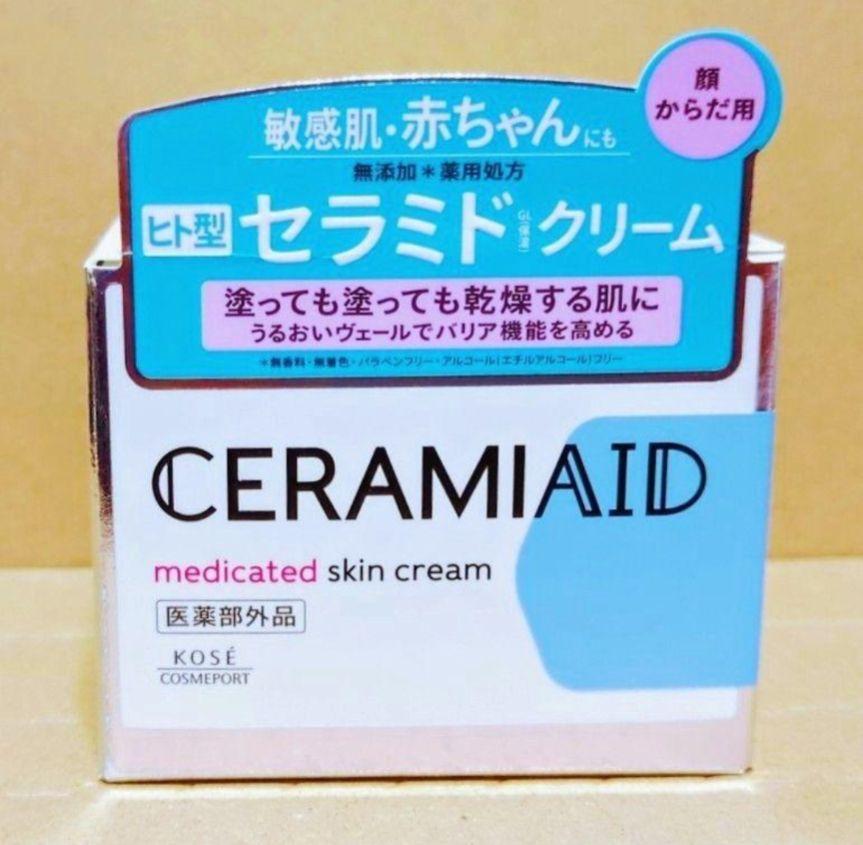 顔
からだ用
敏感肌・赤ちゃんにも
無添加＊薬用処方
ヒト型 セラミド GL(保湿) クリーム
塗っても塗っても乾燥する肌に
うるおいヴェールでバリア機能を高める
＊無香料・無着色・パラベンフリー・アルコール(エチルアルコール)フリー
CERAMIAID
medicated skin cream
医薬部外品
KOSÉ
COSMEPORT